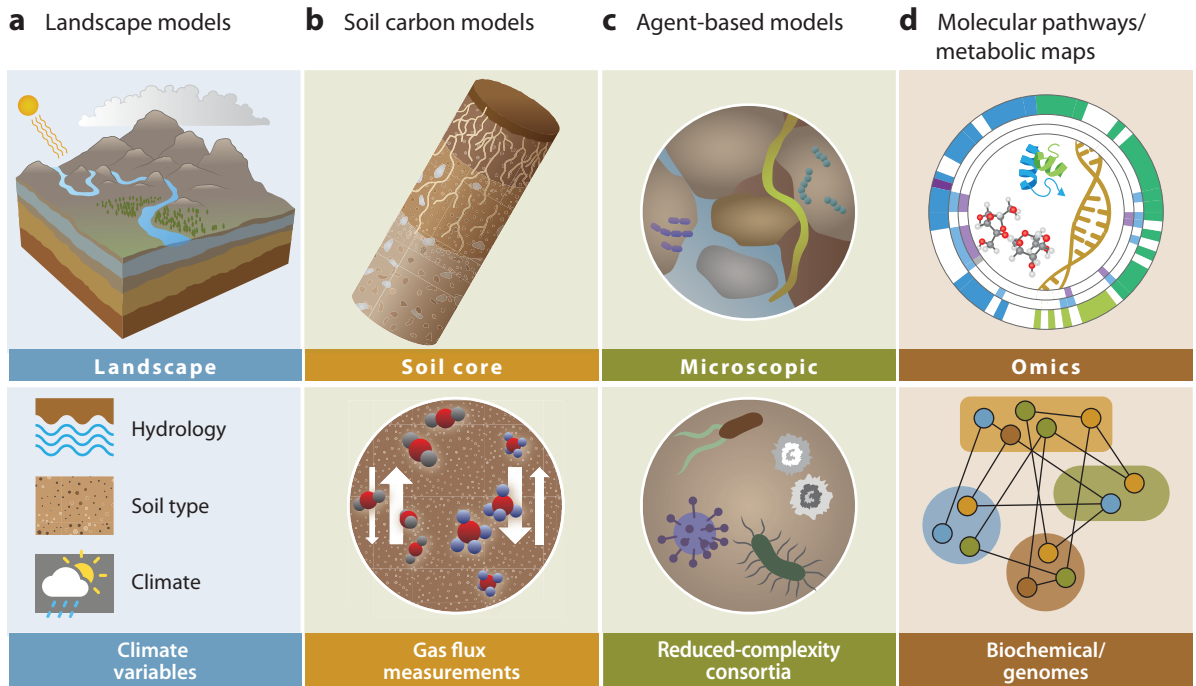 a Landscape models
b Soil carbon models
c Agent-based models
d Molecular pathways/
metabolic maps
Landscape
Soil core
Microscopic
Omics
Hydrology
Soil type
Climate
Climate
variables
Gas flux
measurements
Reduced-complexity
consortia
Biochemical/
genomes